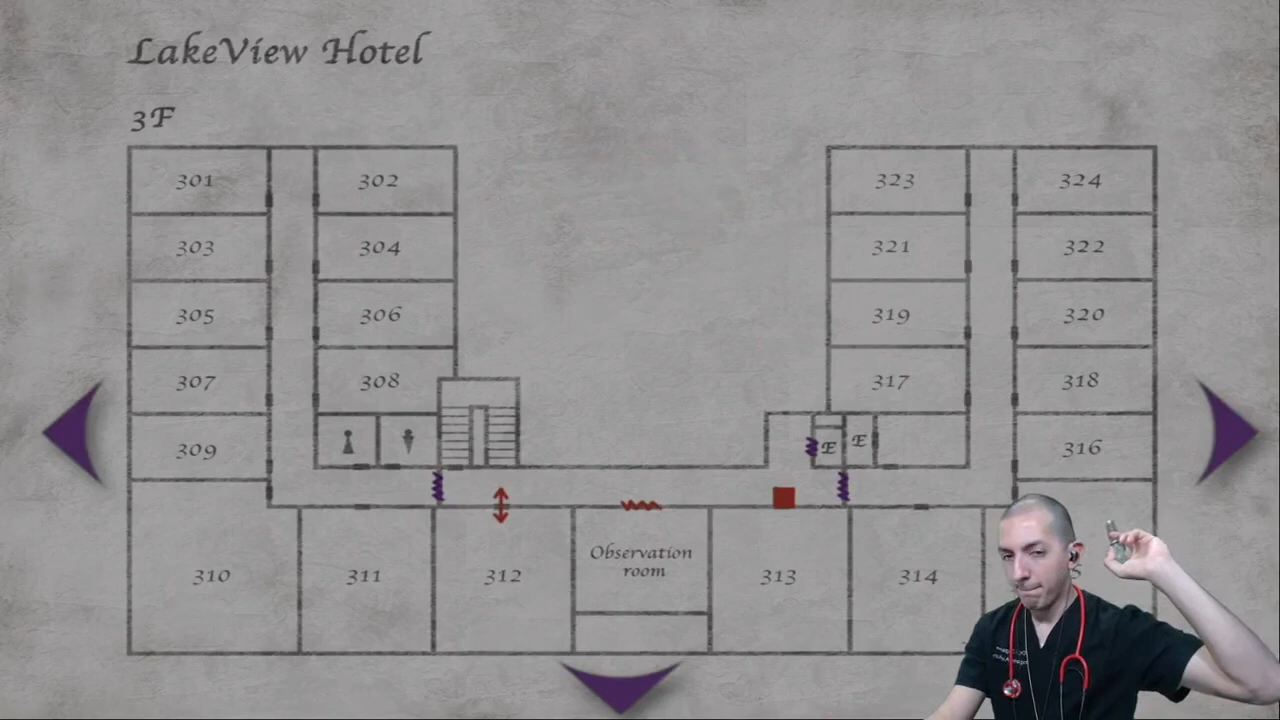 LakeView Hotel
3F
301 302 323 324
303 304 321 322
305 306 319 320
307 308 317 318
309 E E 316
Observation
room
310 311 312 313 314